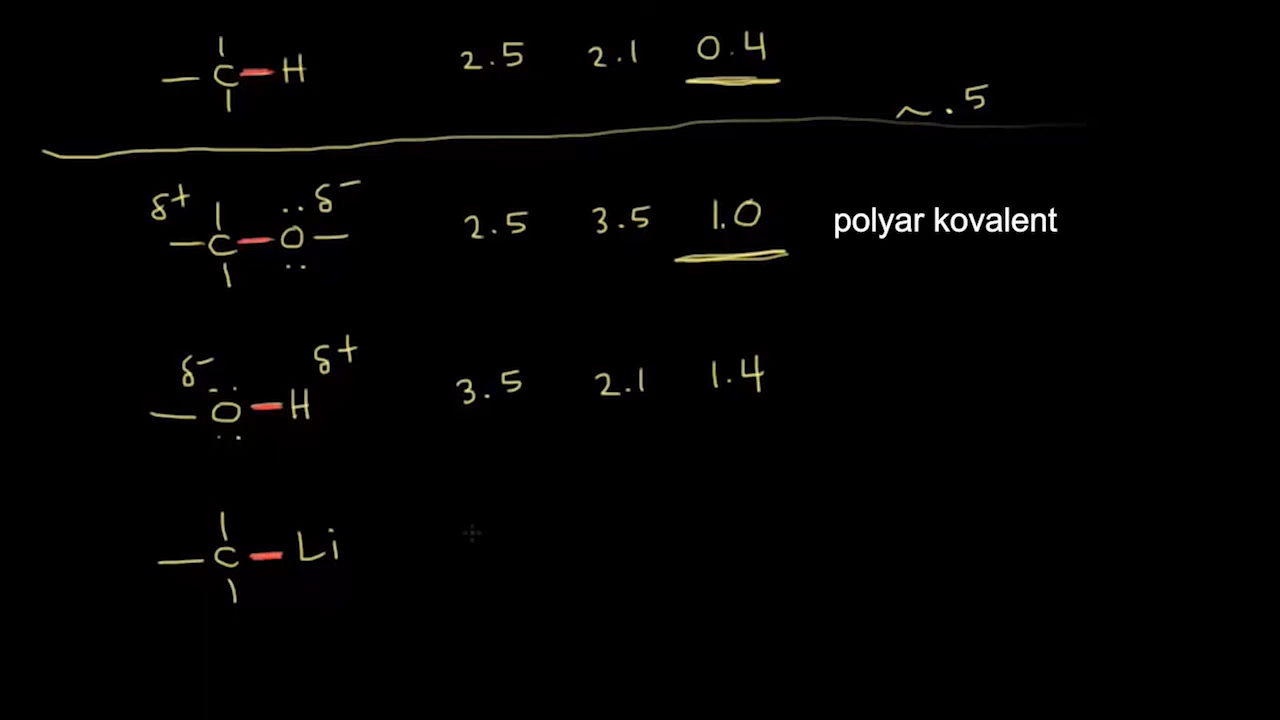 C H 2.5 2.1 0.4
~.5
δ+ δ-
C O 2.5 3.5 1.0 polyar kovalent
δ- δ+
O H 3.5 2.1 1.4
C Li